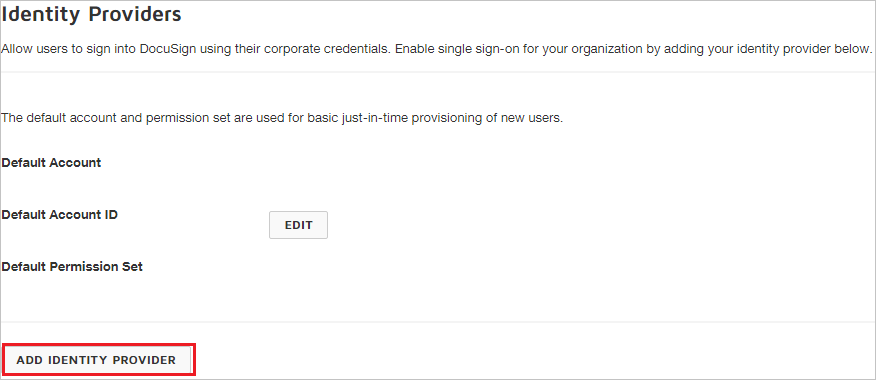 Identity Providers
Allow users to sign into DocuSign using their corporate credentials. Enable single sign-on for your organization by adding your identity provider below.
The default account and permission set are used for basic just-in-time provisioning of new users.
Default Account
Default Account ID
EDIT
Default Permission Set
ADD IDENTITY PROVIDER